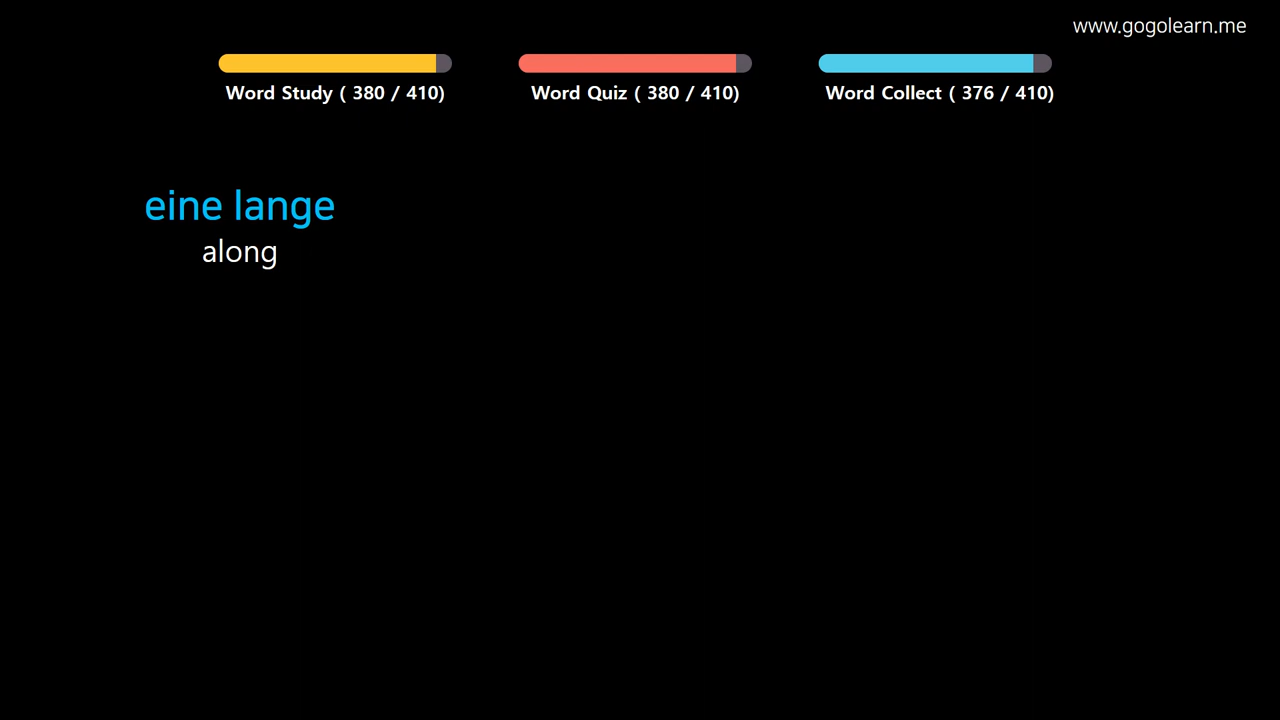 www.gogolearn.me
Word Study ( 380 / 410)
Word Quiz ( 380 / 410)
Word Collect ( 376 / 410)
eine lange
along